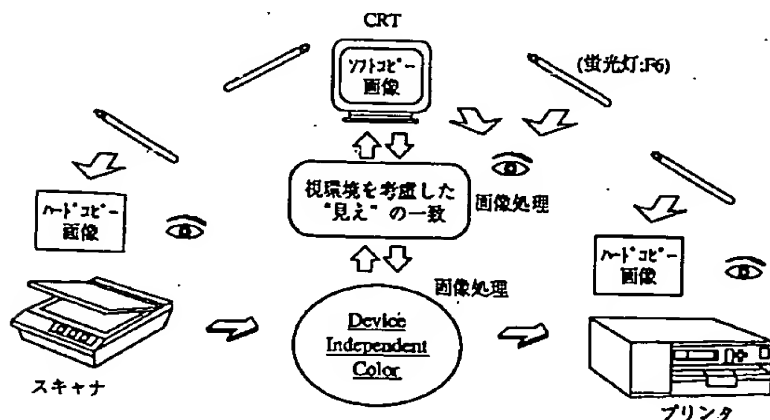 CRT
ソフトコピー
画像
(蛍光灯:F6)
視環境を考慮した
"見え"の一致
画像処理
ハードコピー
画像
ハードコピー
画像
画像処理
Device
Independent
Color
スキャナ
プリンタ